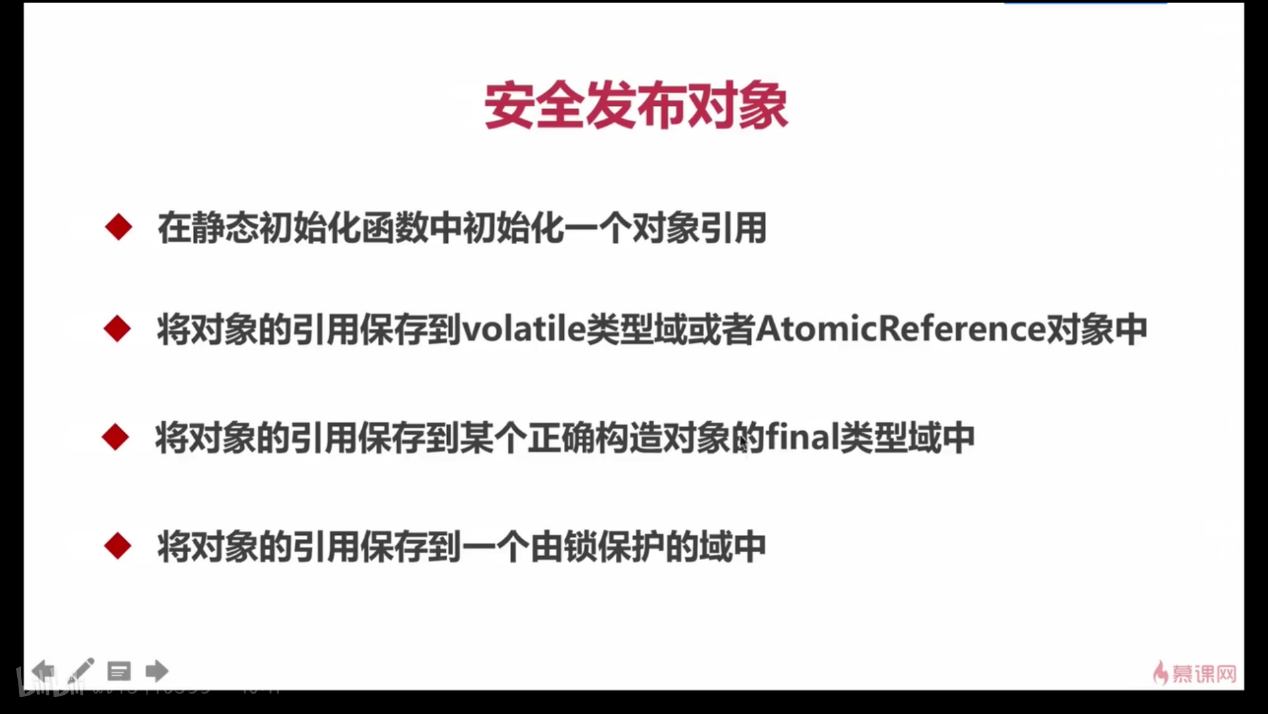 安全发布对象
在静态初始化函数中初始化一个对象引用
将对象的引用保存到volatile类型域或者AtomicReference对象中
将对象的引用保存到某个正确构造对象的final类型域中
将对象的引用保存到一个由锁保护的域中
慕课网